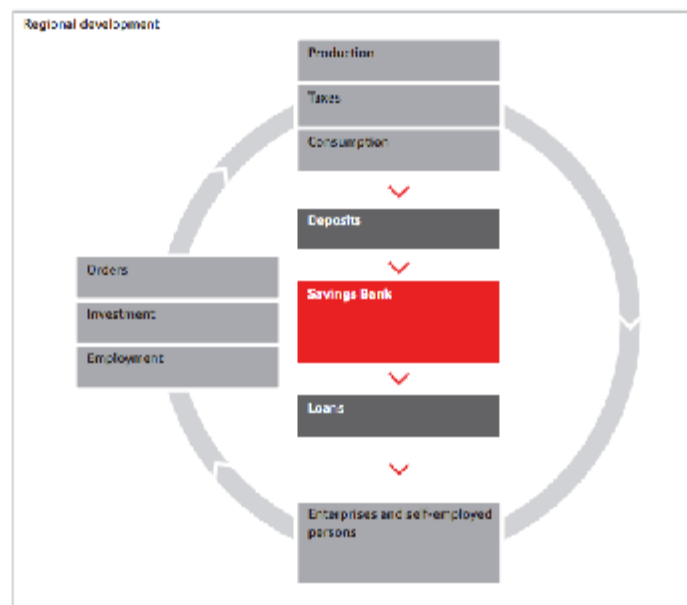 Regional development
Production
Taxes
Consumption
Deposits
Orders
Savings Bank
Investment
Employment
Loans
Enterprises and self-employed
persons